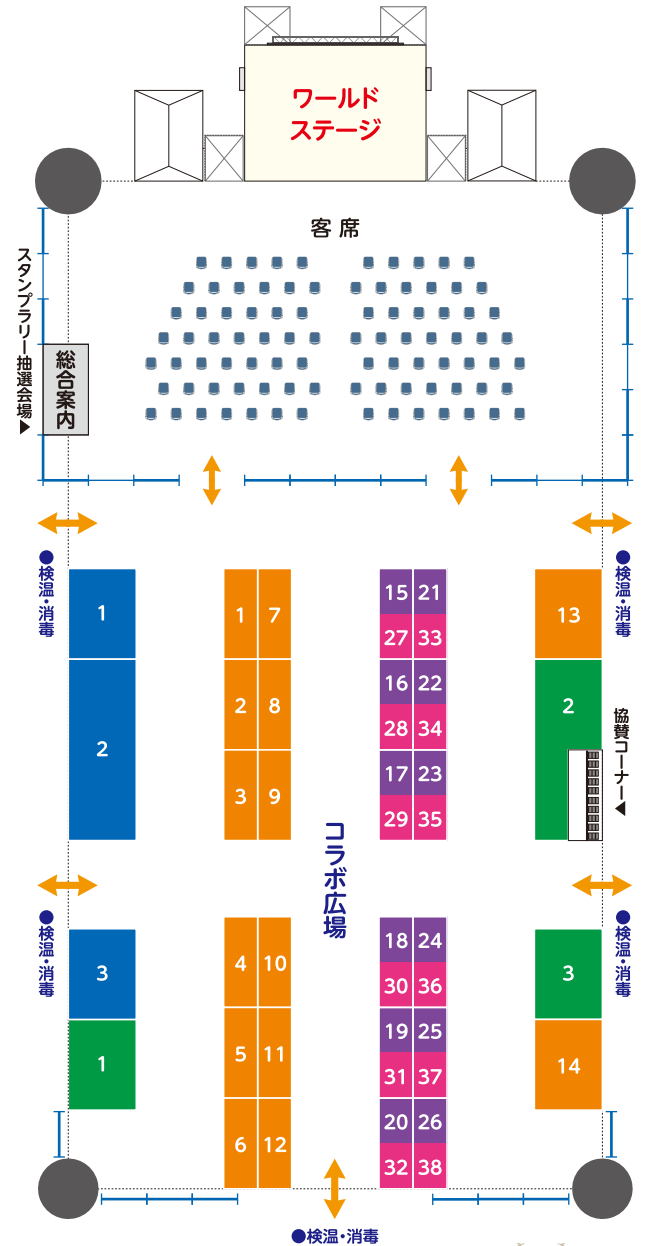 ワールド
ステージ
客席
スタンプラリー抽選会場▶
総合案内
●検温・消毒
●検温・消毒
1
1 7
15 21
13
27 33
2
2 8
16 22
2
28 34
協賛コーナー◀
3 9
17 23
29 35
コラボ広場
●検温・消毒
●検温・消毒
3
4 10
18 24
3
30 36
1
5 11
19 25
14
31 37
6 12
20 26
32 38
●検温・消毒